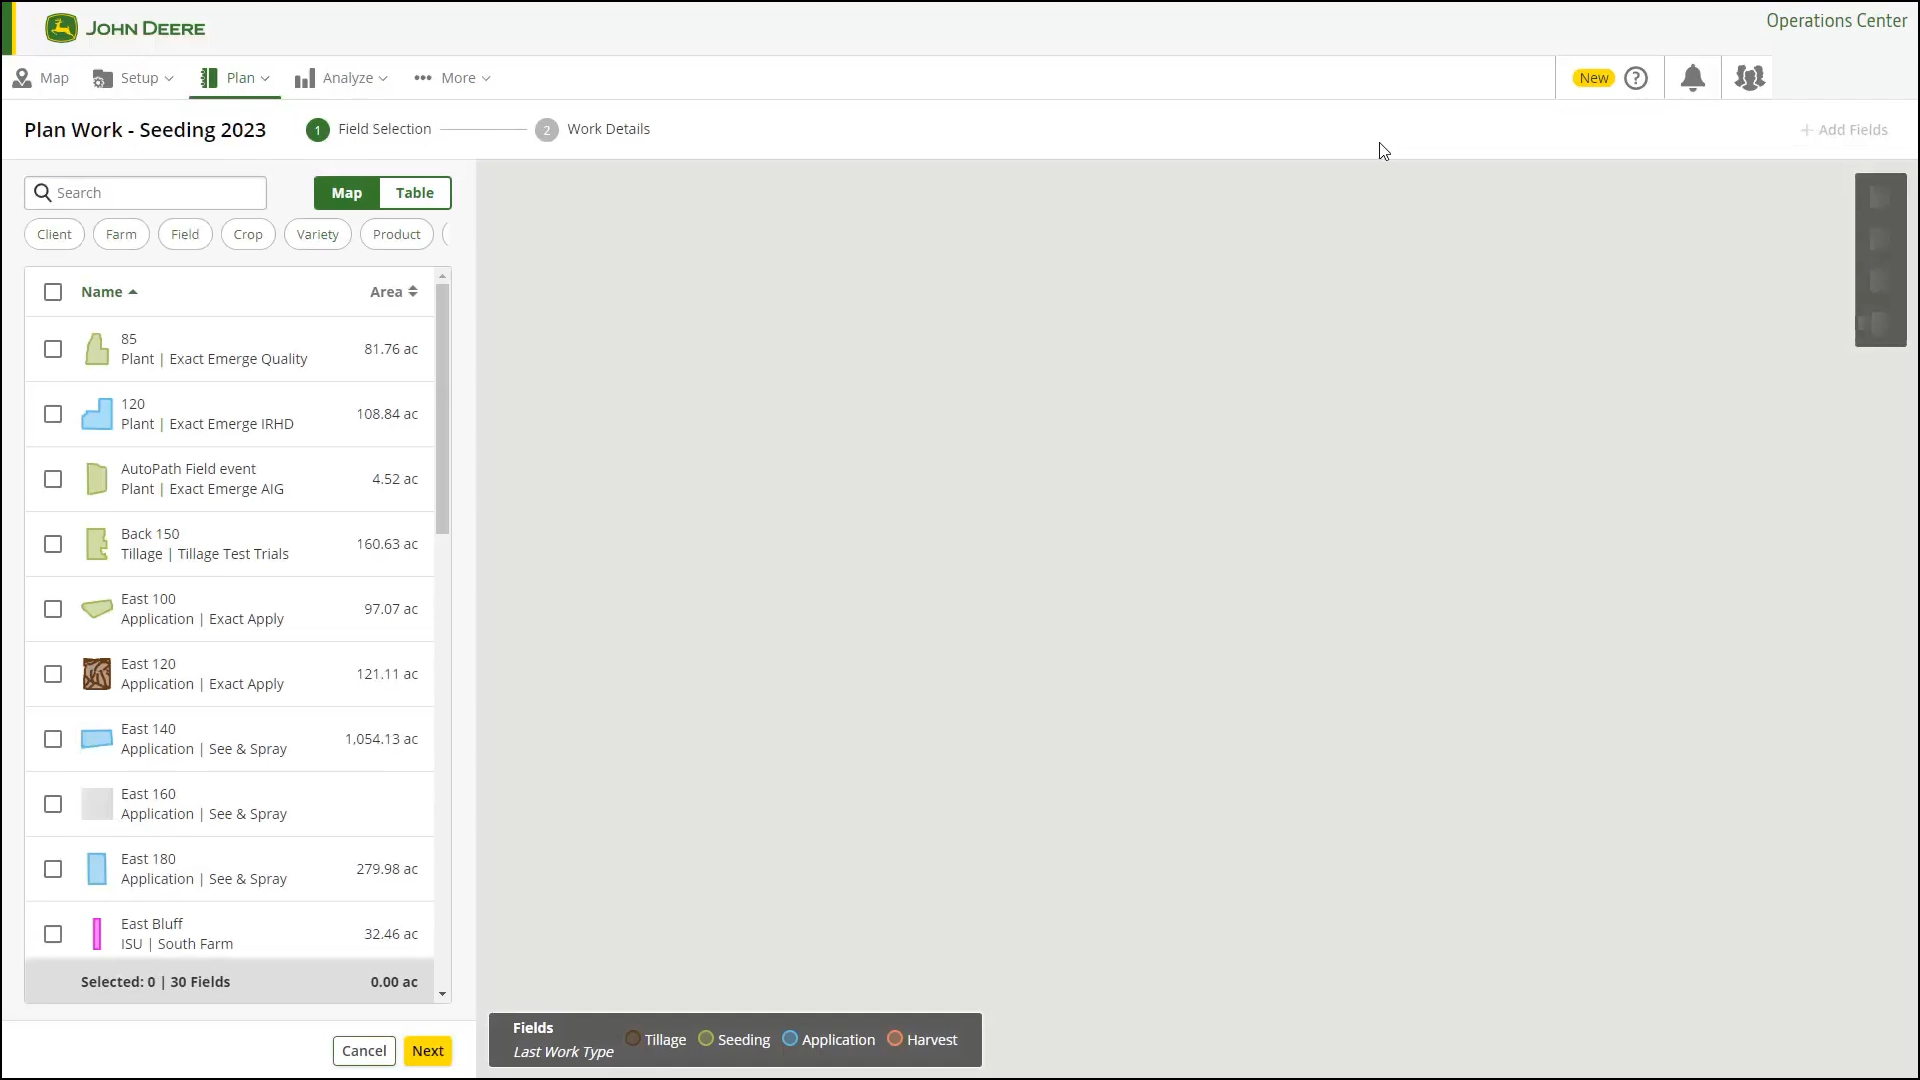 JOHN DEERE
Operations Center
Map
Setup
Plan
Analyze
More
New
?
Plan Work - Seeding 2023
1 Field Selection
2 Work Details
+ Add Fields
Search
Map
Table
Client
Farm
Field
Crop
Variety
Product
Name
Area
85
Plant | Exact Emerge Quality
81.76 ac
120
Plant | Exact Emerge IRHD
108.84 ac
AutoPath Field event
Plant | Exact Emerge AIG
4.52 ac
Back 150
Tillage | Tillage Test Trials
160.63 ac
East 100
Application | Exact Apply
97.07 ac
East 120
Application | Exact Apply
121.11 ac
East 140
Application | See & Spray
1,054.13 ac
East 160
Application | See & Spray
East 180
Application | See & Spray
279.98 ac
East Bluff
ISU | South Farm
32.46 ac
Selected: 0 | 30 Fields
0.00 ac
Cancel
Next
Fields
Last Work Type
Tillage
Seeding
Application
Harvest